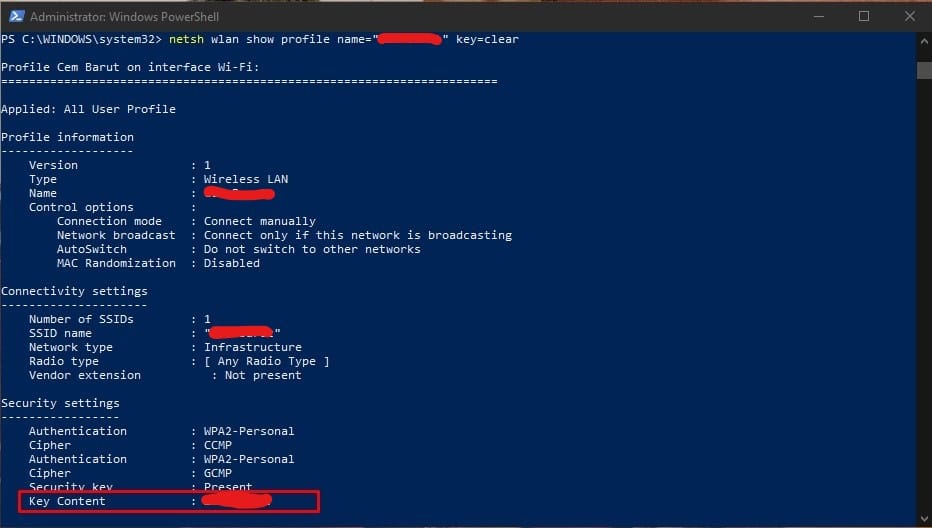 Administrator: Windows PowerShell
PS C:\WINDOWS\system32> netsh wlan show profile name=" " key=clear
Profile Cem Barut on interface Wi-Fi:
=======================================================================
Applied: All User Profile
Profile information
-------------------
Version : 1
Type : Wireless LAN
Name :
Control options :
Connection mode : Connect manually
Network broadcast : Connect only if this network is broadcasting
AutoSwitch : Do not switch to other networks
MAC Randomization : Disabled
Connectivity settings
---------------------
Number of SSIDs : 1
SSID name : " "
Network type : Infrastructure
Radio type : [ Any Radio Type ]
Vendor extension : Not present
Security settings
-----------------
Authentication : WPA2-Personal
Cipher : CCMP
Authentication : WPA2-Personal
Cipher : GCMP
Security key : Present
Key Content :